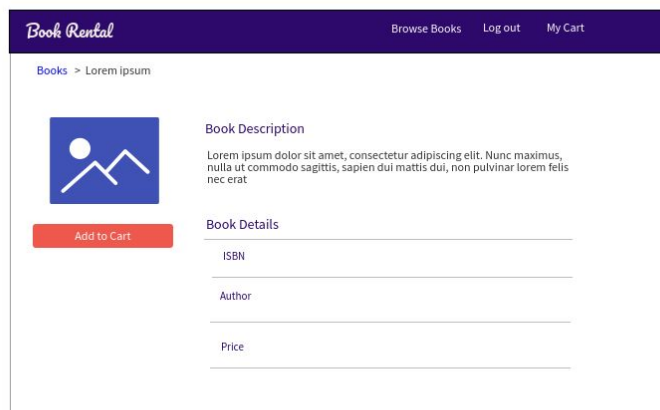 Book Rental
Browse Books Log out My Cart
Books > Lorem ipsum
Book Description
Lorem ipsum dolor sit amet, consectetur adipiscing elit. Nunc maximus,
nulla ut commodo sagittis, sapien dui mattis dui, non pulvinar lorem felis
nec erat
Add to Cart
Book Details
ISBN
Author
Price